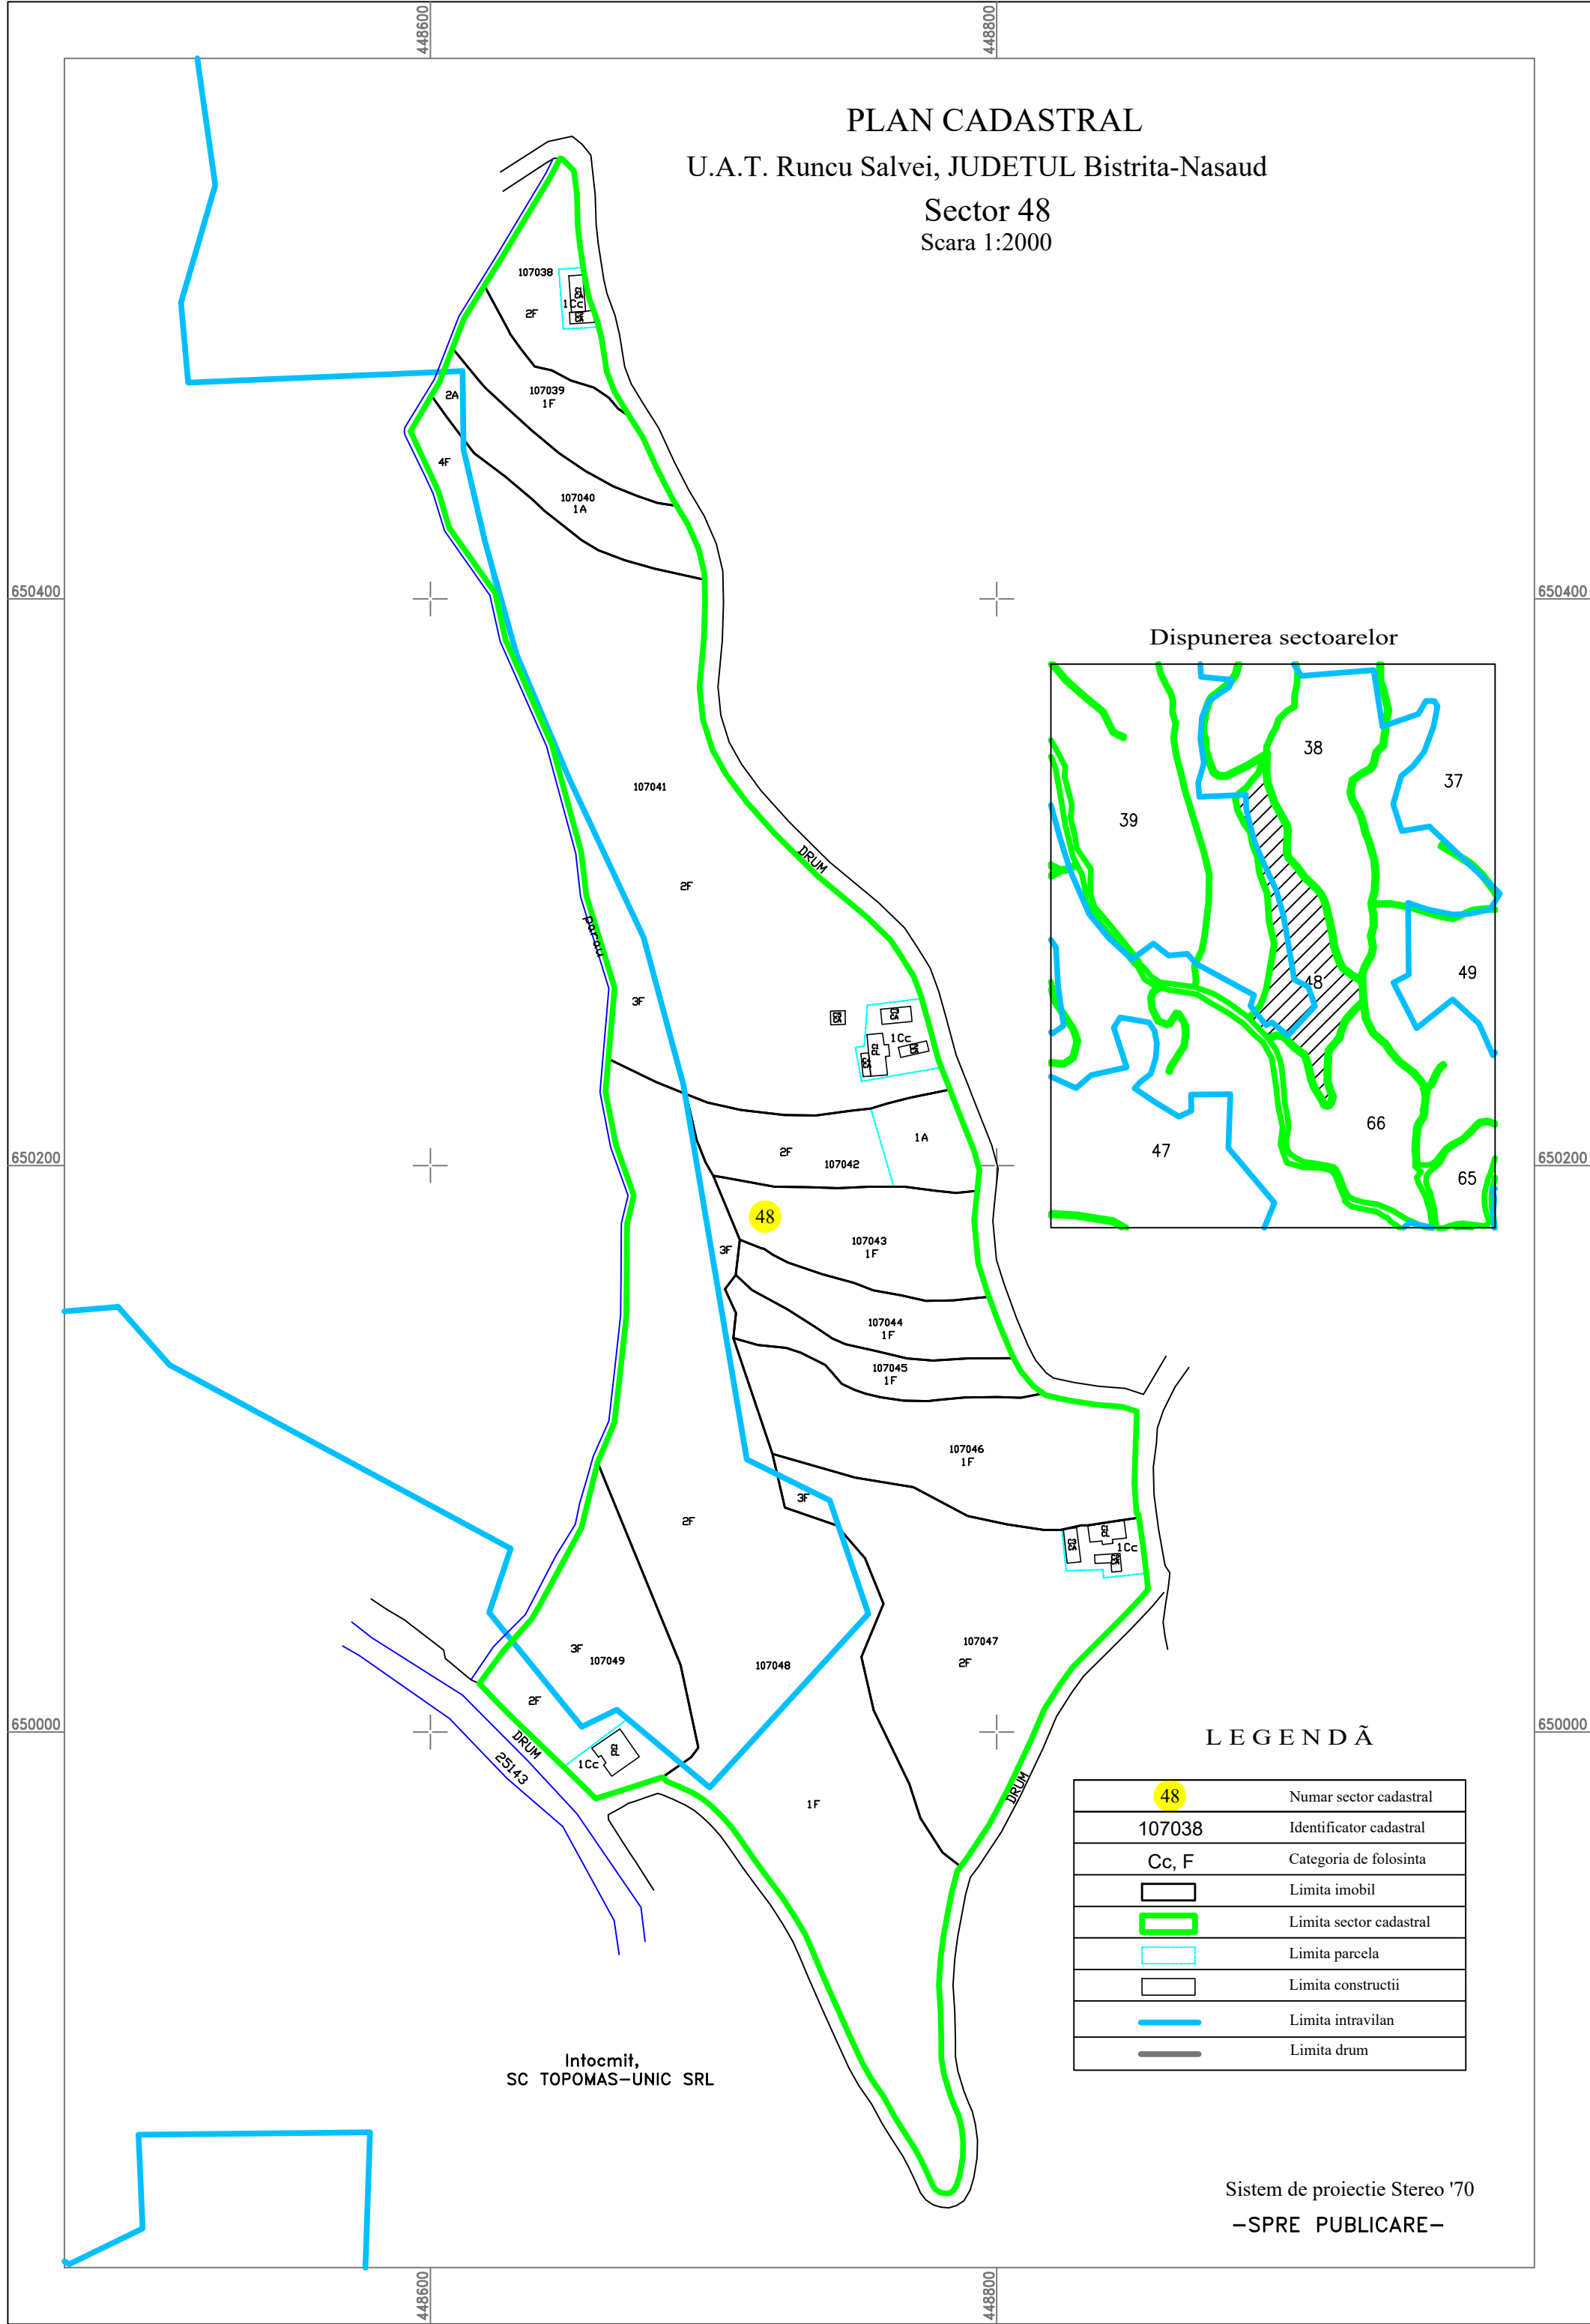 448600
448800
PLAN CADASTRAL
U.A.T. Runcu Salvei, JUDETUL Bistrita-Nasaud
Sector 48
Scara 1:2000
107038
2F
1Cc
107039
1F
2A
4F
107040
1A
650400
650400
Dispunerea sectoarelor
38
37
39
49
48
66
47
65
107041
DRUM
2F
Parau
3F
1Cc
1A
2F
107042
650200
650200
48
107043
1F
3F
107044
1F
107045
1F
107046
1F
3F
2F
1Cc
107047
2F
3F
107049
107048
2F
DRUM
1Cc
25143
1F
DRUM
650000
650000
LEGENDÃ
48 Numar sector cadastral
107038 Identificator cadastral
Cc, F Categoria de folosinta
Limita imobil
Limita sector cadastral
Limita parcela
Limita constructii
Limita intravilan
Limita drum
Intocmit,
SC TOPOMAS-UNIC SRL
Sistem de proiectie Stereo '70
-SPRE PUBLICARE-
448600
448800